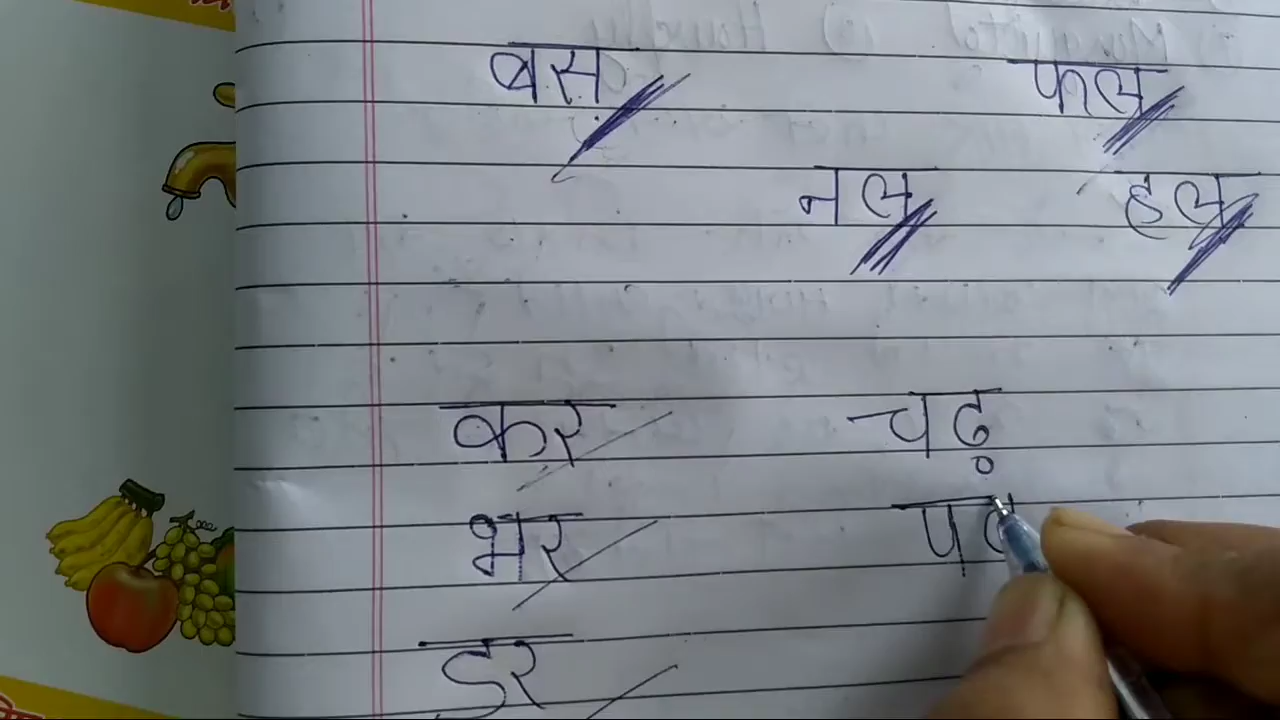 बस फल
नल हल
कर चढ़
भर
डर